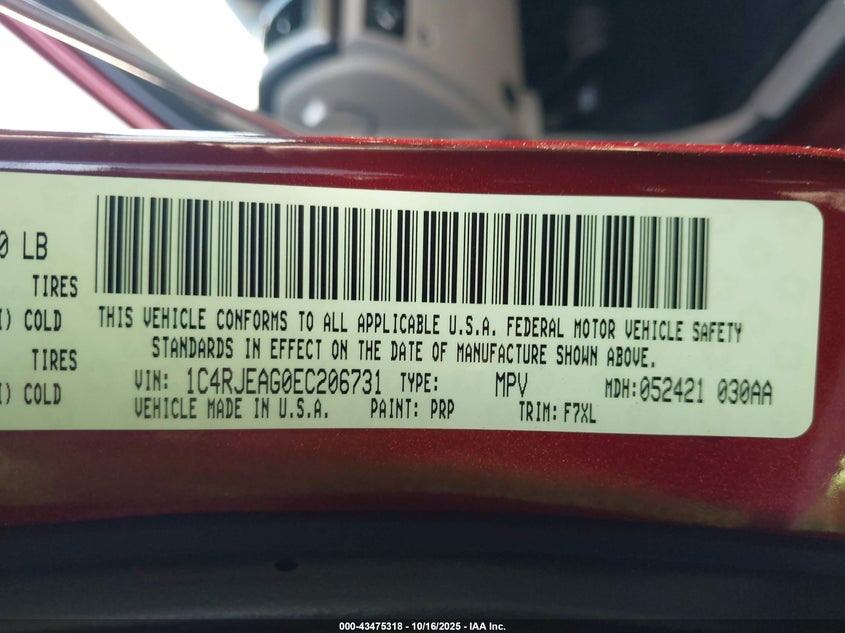 0 LB
TIRES
I) COLD
TIRES
I) COLD
THIS VEHICLE CONFORMS TO ALL APPLICABLE U.S.A. FEDERAL MOTOR VEHICLE SAFETY
STANDARDS IN EFFECT ON THE DATE OF MANUFACTURE SHOWN ABOVE.
VIN: 1C4RJEAG0EC206731 TYPE: MPV MDH:052421 030AA
VEHICLE MADE IN U.S.A. PAINT: PRP TRIM: F7XL
000-43475318 - 10/16/2025 - IAA Inc.